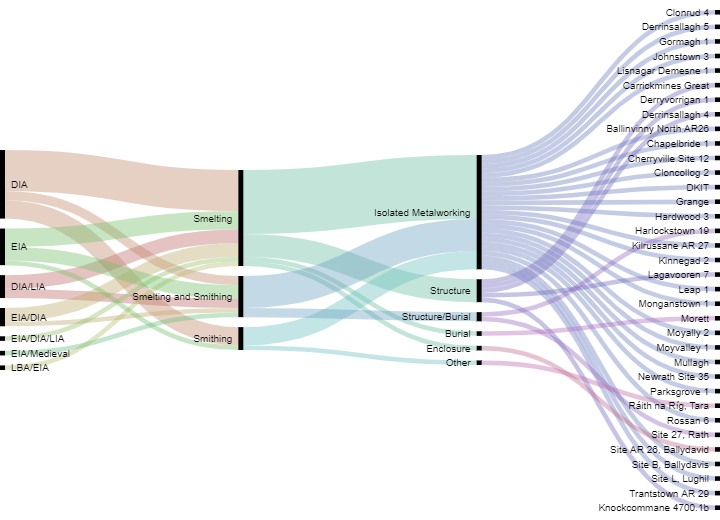 DIA
EIA
DIA/LIA
EIA/DIA
EIA/DIA/LIA
EIA/Medieval
LBA/EIA
Smelting
Smelting and Smithing
Smithing
Isolated Metalworking
Structure
Structure/Burial
Burial
Enclosure
Other
Clonrud 4
Derrinsallagh 5
Gormagh 1
Johnstown 3
Lisnagar Demesne 1
Carrickmines Great
Derryvorrigan 1
Derrinsallagh 4
Ballinvinny North AR26
Chapelbride 1
Cherryville Site 12
Cloncollog 2
DKIT
Grange
Hardwood 3
Harlockstown 19
Kilrussane AR 27
Kinnegad 2
Lagavooren 7
Leap 1
Monganstown 1
Morett
Moyally 2
Moyvalley 1
Mullagh
Newrath Site 35
Parksgrove 1
Ráith na Ríg, Tara
Rossan 6
Site 27, Rath
Site AR 26, Ballydavid
Site B, Ballydavis
Site L, Lughil
Trantstown AR 29
Knockcommane 4700.1b